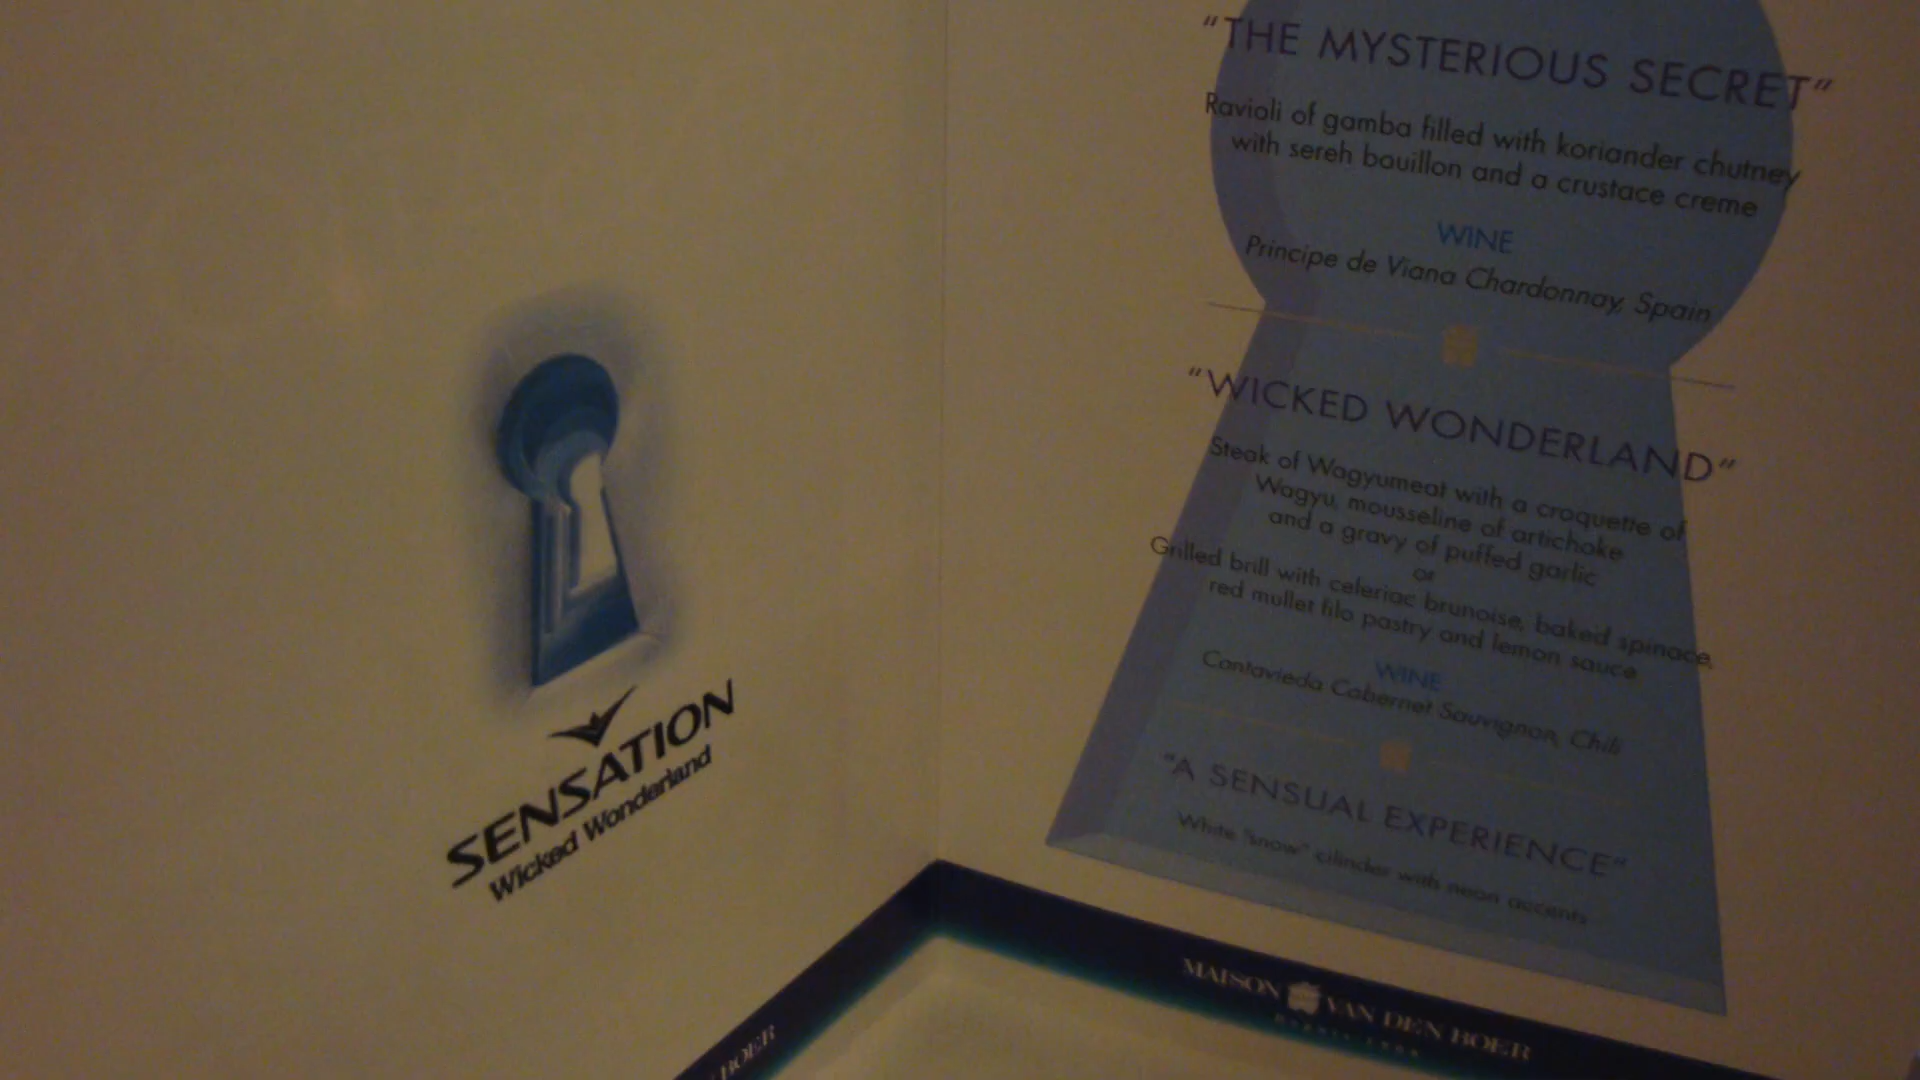 SENSATION
Wicked Wonderland
BOER
"THE MYSTERIOUS SECRET"
Ravioli of gamba filled with koriander chutney
with sereh bouillon and a crustace creme
WINE
Principe de Viana Chardonnay, Spain
"WICKED WONDERLAND"
Steak of Wagyumeat with a croquette of
Wagyu, mousseline of artichoke
and a gravy of puffed garlic
or
Grilled brill with celeriac brunoise, baked spinace,
red mullet filo pastry and lemon sauce
WINE
Cantavieda Cabernet Sauvignon, Chili
"A SENSUAL EXPERIENCE"
White "snow" cilinder with neon accents
MAISON VAN DEN BOER